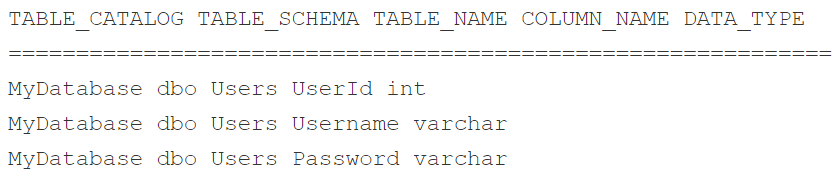 TABLE_CATALOG TABLE_SCHEMA TABLE_NAME COLUMN_NAME DATA_TYPE
=============================================================
MyDatabase dbo Users UserId int
MyDatabase dbo Users Username varchar
MyDatabase dbo Users Password varchar